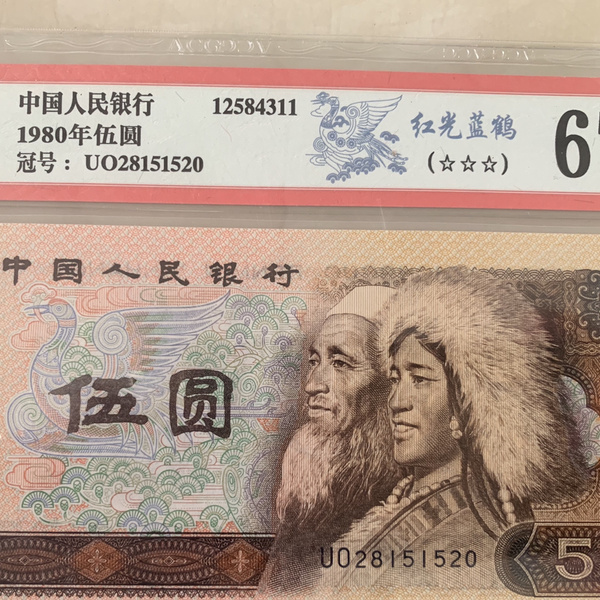 中国人民银行 12584311
1980年伍圆
冠号：UO28151520
红光蓝鹤
(☆☆☆)
中国人民银行
伍圆
UO28151520
5